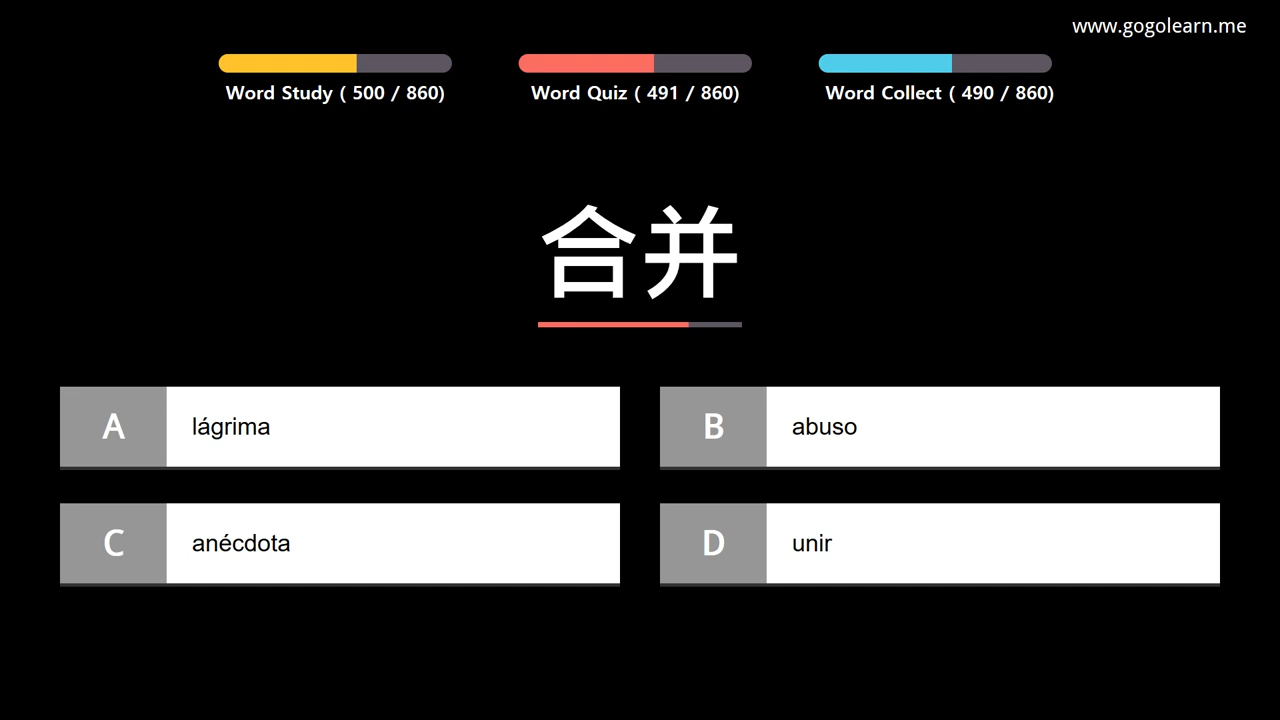 www.gogolearn.me
Word Study ( 500 / 860)
Word Quiz ( 491 / 860)
Word Collect ( 490 / 860)
合并
A lágrima
B abuso
C anécdota
D unir